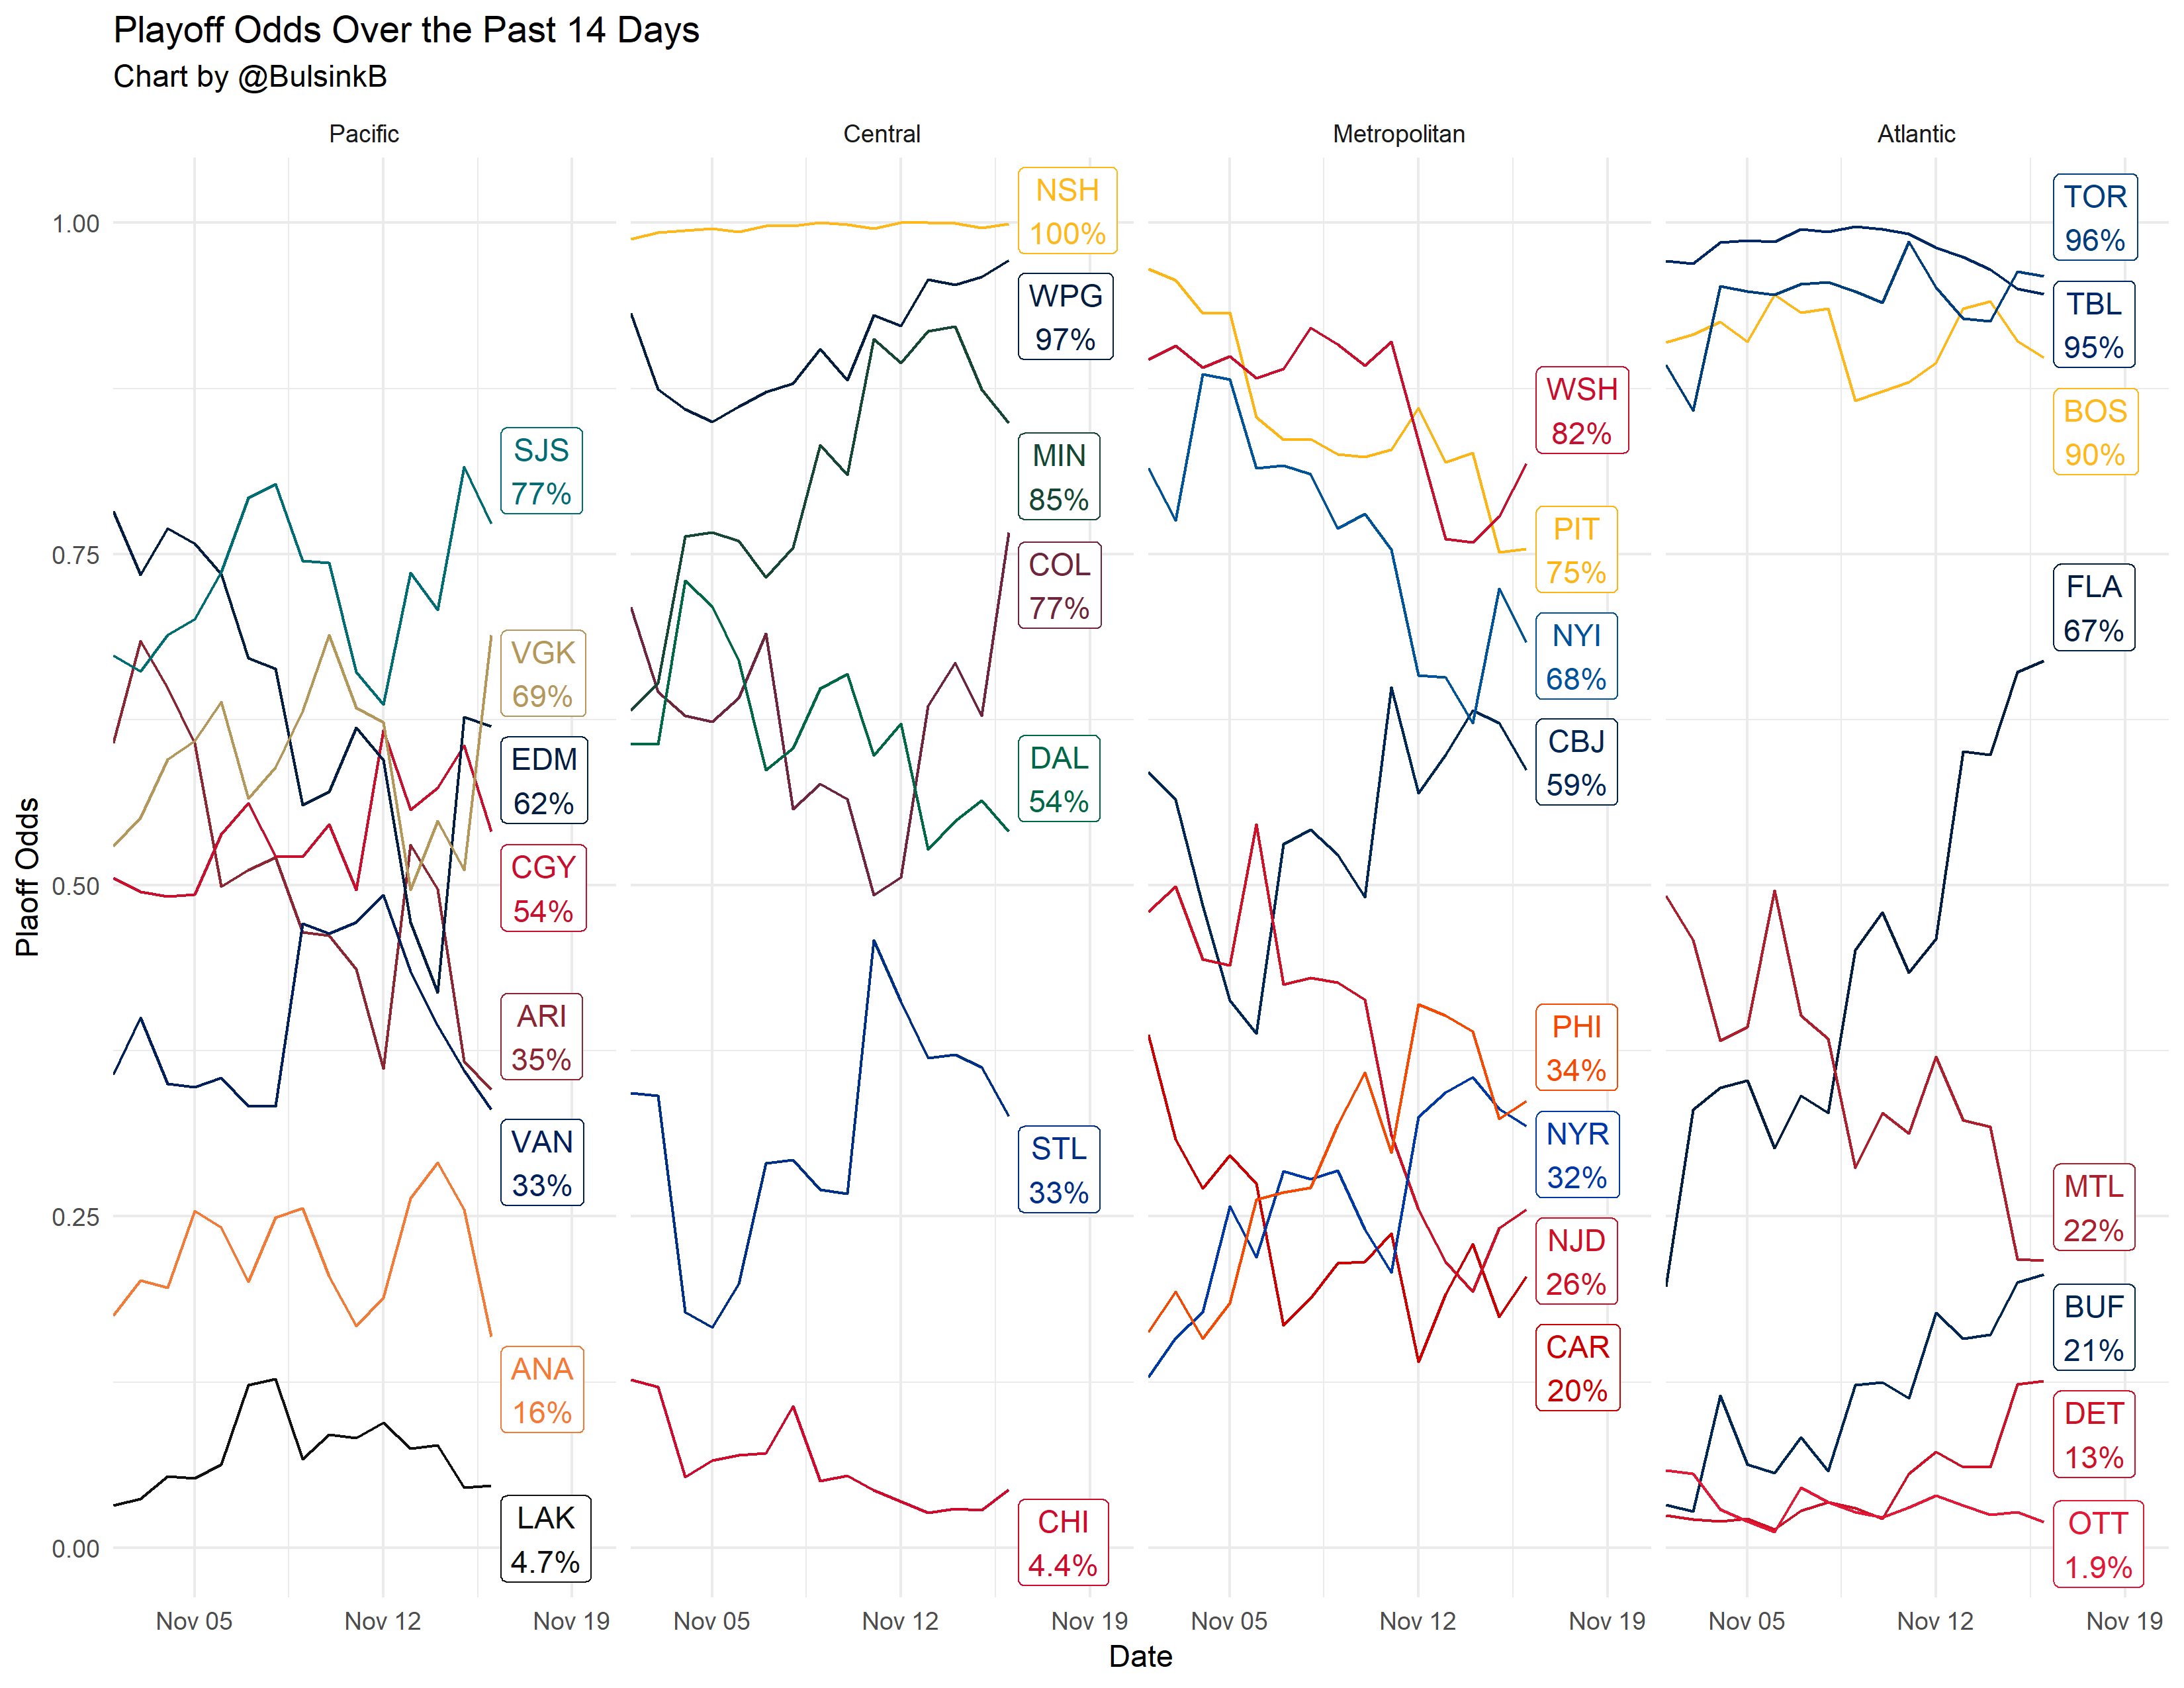 Playoff Odds Over the Past 14 Days
Chart by @BulsinkB
Pacific
Central
Metropolitan
Atlantic
Plaoff Odds
1.00
0.75
0.50
0.25
0.00
SJS
77%
VGK
69%
EDM
62%
CGY
54%
ARI
35%
VAN
33%
ANA
16%
LAK
4.7%
NSH
100%
WPG
97%
MIN
85%
COL
77%
DAL
54%
STL
33%
CHI
4.4%
WSH
82%
PIT
75%
NYI
68%
CBJ
59%
PHI
34%
NYR
32%
NJD
26%
CAR
20%
TOR
96%
TBL
95%
BOS
90%
FLA
67%
MTL
22%
BUF
21%
DET
13%
OTT
1.9%
Nov 05
Nov 12
Nov 19
Nov 05
Nov 12
Nov 19
Nov 05
Nov 12
Nov 19
Nov 05
Nov 12
Nov 19
Date